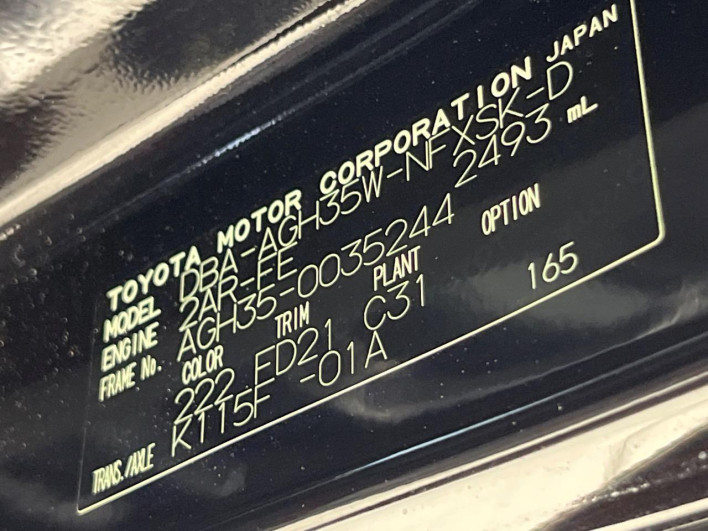 TOYOTA MOTOR CORPORATION JAPAN
MODEL DBA-AGH35W-NFXSK-D
ENGINE 2AR-FE 2493 mL
FRAME No. AGH35-0035244
COLOR TRIM PLANT OPTION
222 FD21 C31 165
TRANS./AXLE K115F -01A